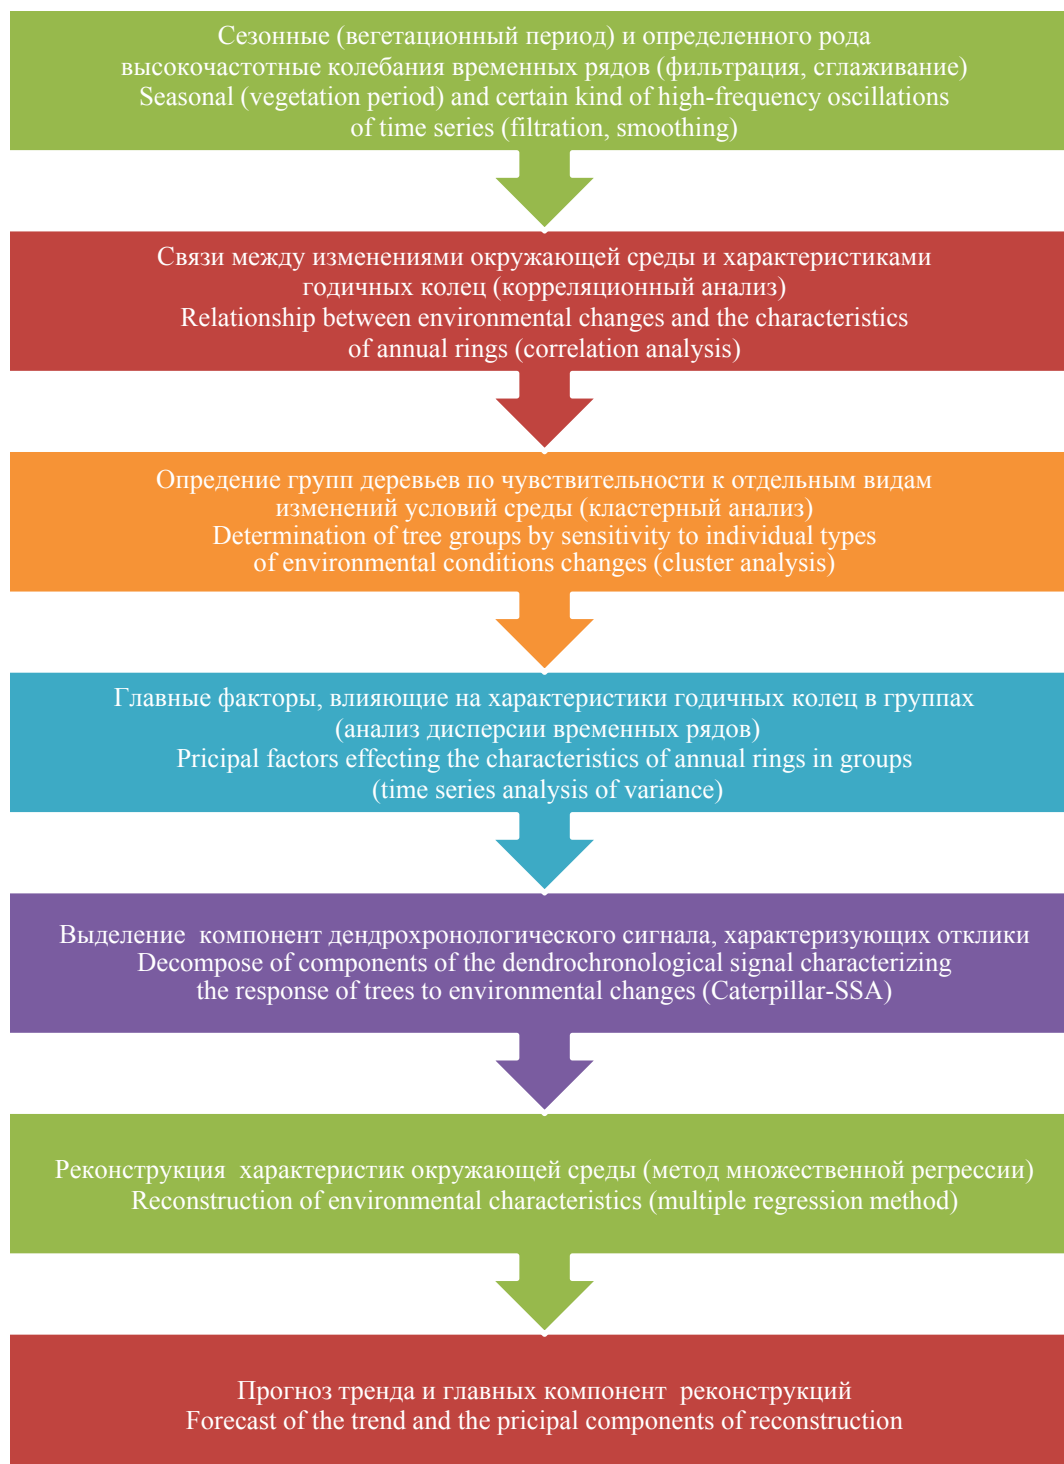 Сезонные (вегетационный период) и определенного рода
высокочастотные колебания временных рядов (фильтрация, сглаживание)
Seasonal (vegetation period) and certain kind of high-frequency oscillations
of time series (filtration, smoothing)
Связи между изменениями окружающей среды и характеристиками
годичных колец (корреляционный анализ)
Relationship between environmental changes and the characteristics
of annual rings (correlation analysis)
Опредение групп деревьев по чувствительности к отдельным видам
изменений условий среды (кластерный анализ)
Determination of tree groups by sensitivity to individual types
of environmental conditions changes (cluster analysis)
Главные факторы, влияющие на характеристики годичных колец в группах
(анализ дисперсии временных рядов)
Pricipal factors effecting the characteristics of annual rings in groups
(time series analysis of variance)
Выделение компонент дендрохронологического сигнала, характеризующих отклики
Decompose of components of the dendrochronological signal characterizing
the response of trees to environmental changes (Caterpillar-SSA)
Реконструкция характеристик окружающей среды (метод множественной регрессии)
Reconstruction of environmental characteristics (multiple regression method)
Прогноз тренда и главных компонент реконструкций
Forecast of the trend and the pricipal components of reconstruction